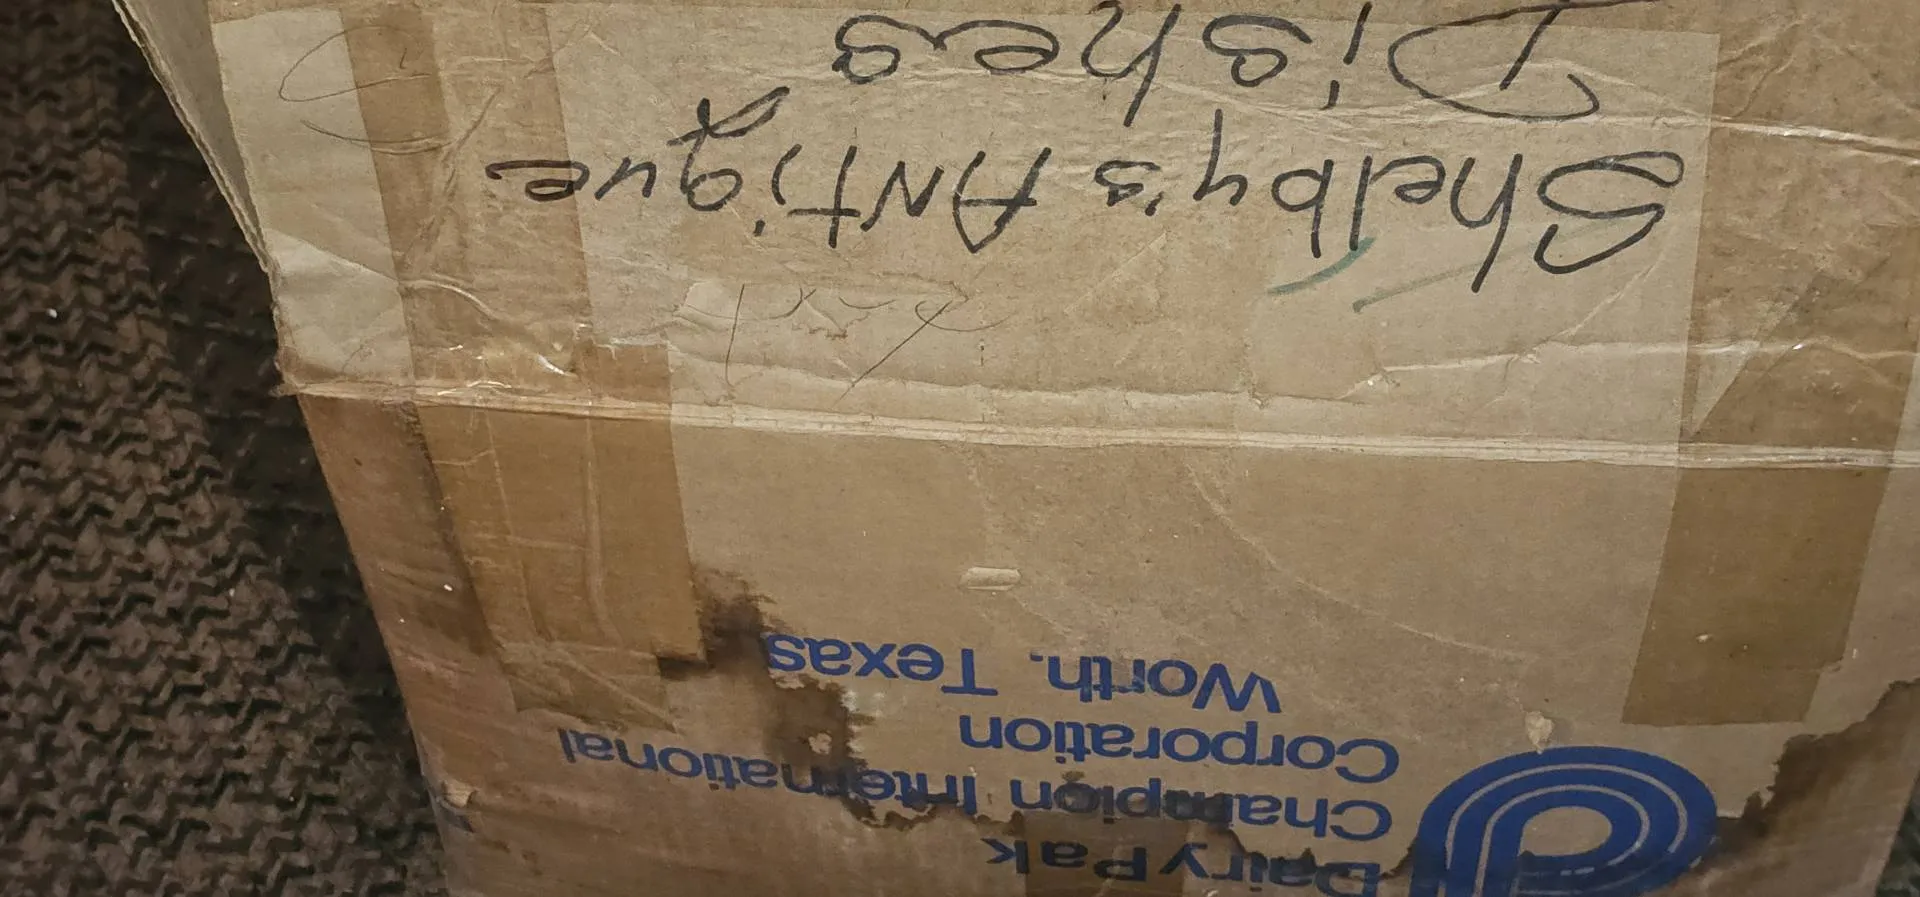 Dairy Pak
Champion International
Corporation
Worth, Texas
Shelby's ANTique
Dishes